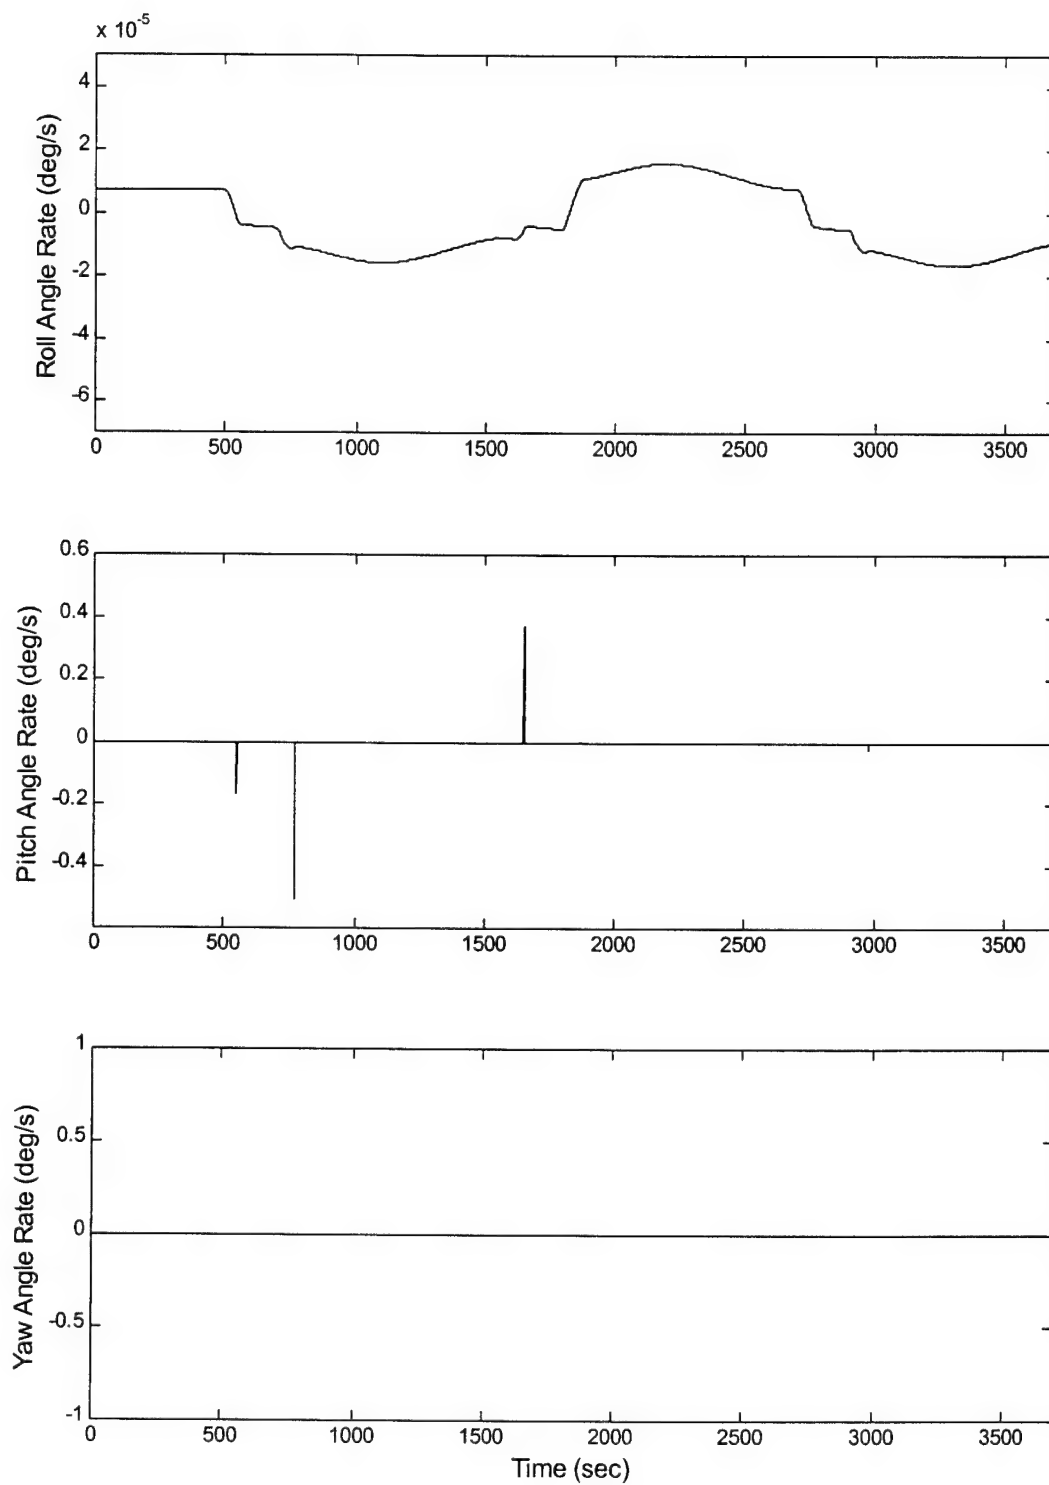 x 10-5
4
2
0
-2
-4
-6
Roll Angle Rate (deg/s)
0 500 1000 1500 2000 2500 3000 3500
0.6
0.4
0.2
0
-0.2
-0.4
Pitch Angle Rate (deg/s)
0 500 1000 1500 2000 2500 3000 3500
1
0.5
0
-0.5
-1
Yaw Angle Rate (deg/s)
0 500 1000 1500 2000 2500 3000 3500
Time (sec)